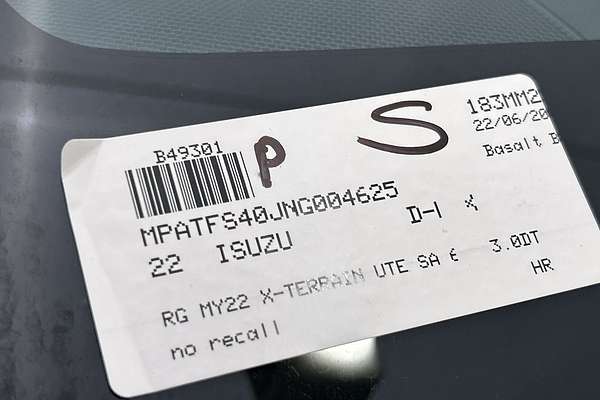 B49301 P S 183MM2
22/06/20
Basalt B
MPATFS40JNG004625
22 ISUZU D-I
RG MY22 X-TERRAIN UTE SA 6 3.0DT
no recall HR